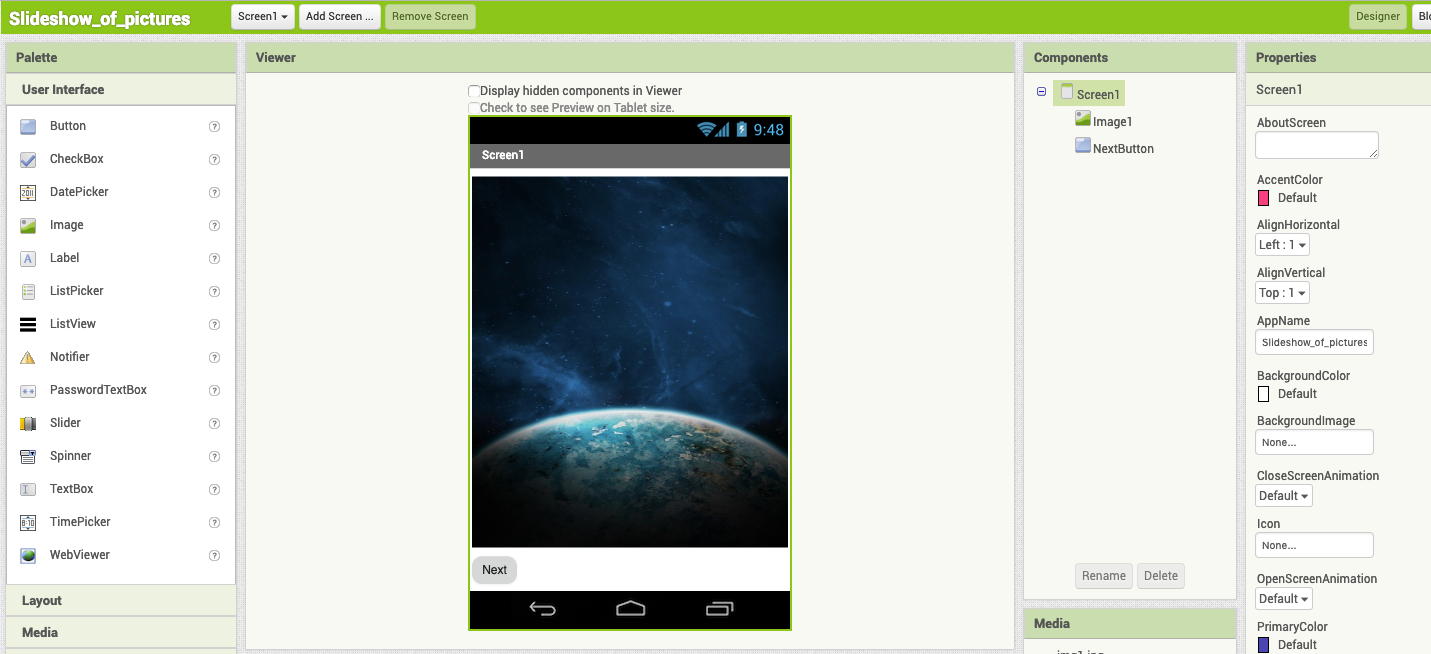 Slideshow_of_pictures
Screen1
Add Screen ...
Remove Screen
Designer
Palette
User Interface
Button
CheckBox
DatePicker
Image
Label
ListPicker
ListView
Notifier
PasswordTextBox
Slider
Spinner
TextBox
TimePicker
WebViewer
Layout
Media
Viewer
Display hidden components in Viewer
Check to see Preview on Tablet size.
9:48
Screen1
Next
Components
Screen1
Image1
NextButton
Rename
Delete
Media
Properties
Screen1
AboutScreen
AccentColor
Default
AlignHorizontal
Left : 1
AlignVertical
Top : 1
AppName
Slideshow_of_pictures
BackgroundColor
Default
BackgroundImage
None...
CloseScreenAnimation
Default
Icon
None...
OpenScreenAnimation
Default
PrimaryColor
Default